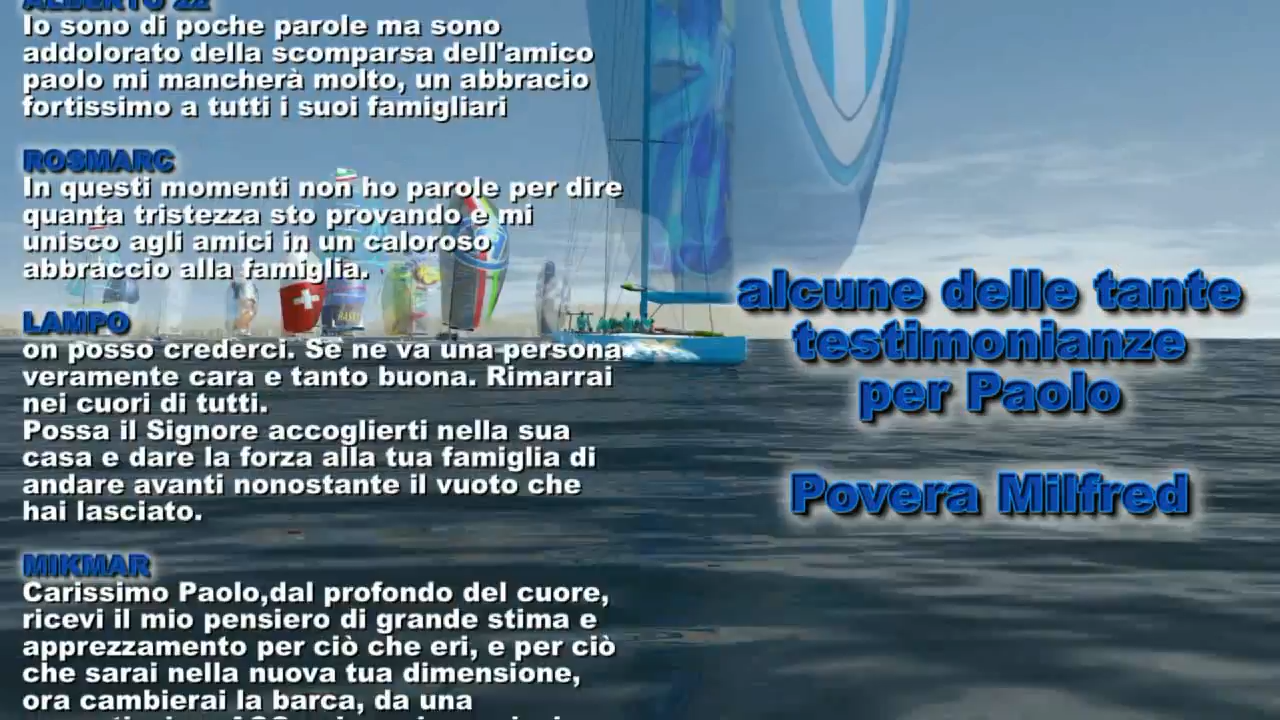 ALBERTO 22
Io sono di poche parole ma sono
addolorato della scomparsa dell'amico
paolo mi mancherà molto, un abbracio
fortissimo a tutti i suoi famigliari
ROSMARC
In questi momenti non ho parole per dire
quanta tristezza sto provando e mi
unisco agli amici in un caloroso
abbraccio alla famiglia.
LAMPO
on posso crederci. Se ne va una persona
veramente cara e tanto buona. Rimarrai
nei cuori di tutti.
Possa il Signore accoglierti nella sua
casa e dare la forza alla tua famiglia di
andare avanti nonostante il vuoto che
hai lasciato.
MIKMAR
Carissimo Paolo,dal profondo del cuore,
ricevi il mio pensiero di grande stima e
apprezzamento per ciò che eri, e per ciò
che sarai nella nuova tua dimensione,
ora cambierai la barca, da una
alcune delle tante
testimonianze
per Paolo
Povera Milfred